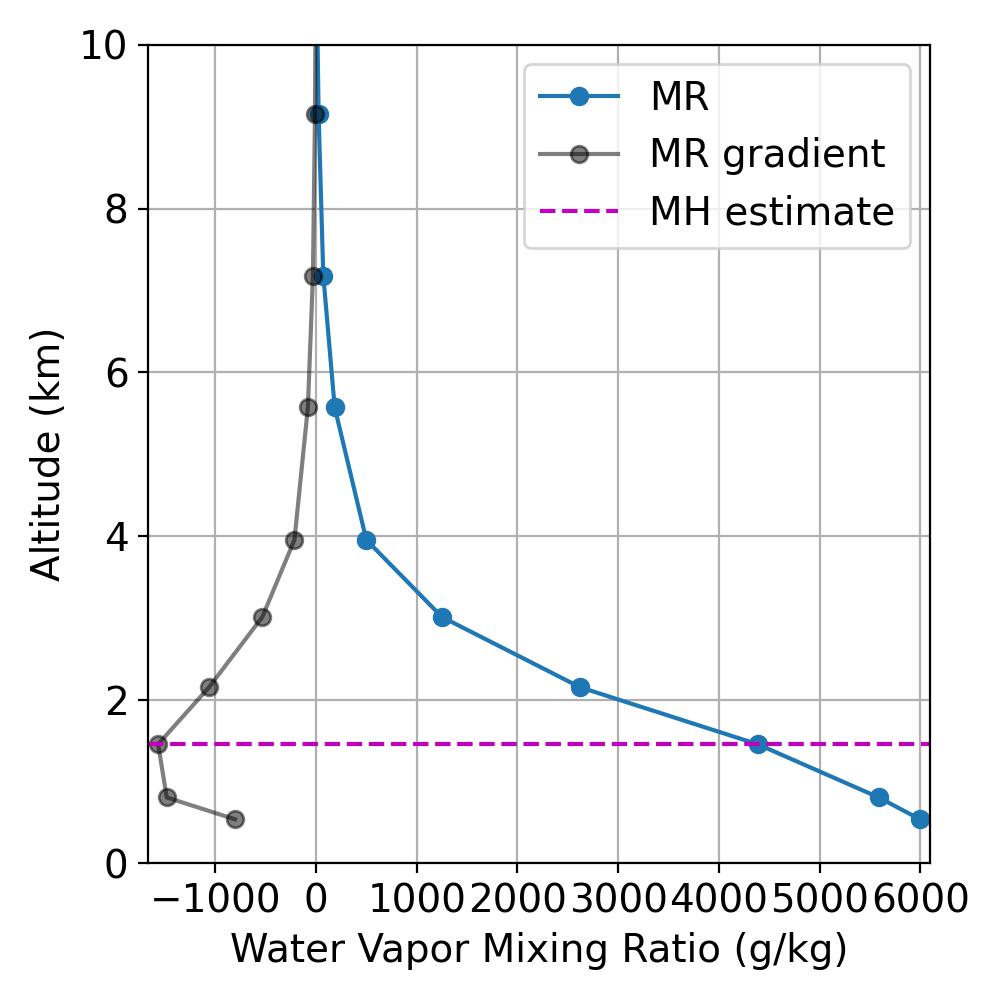 10
8
6
4
2
0
Altitude (km)
MR
MR gradient
MH estimate
−1000 0 1000 2000 3000 4000 5000 6000
Water Vapor Mixing Ratio (g/kg)